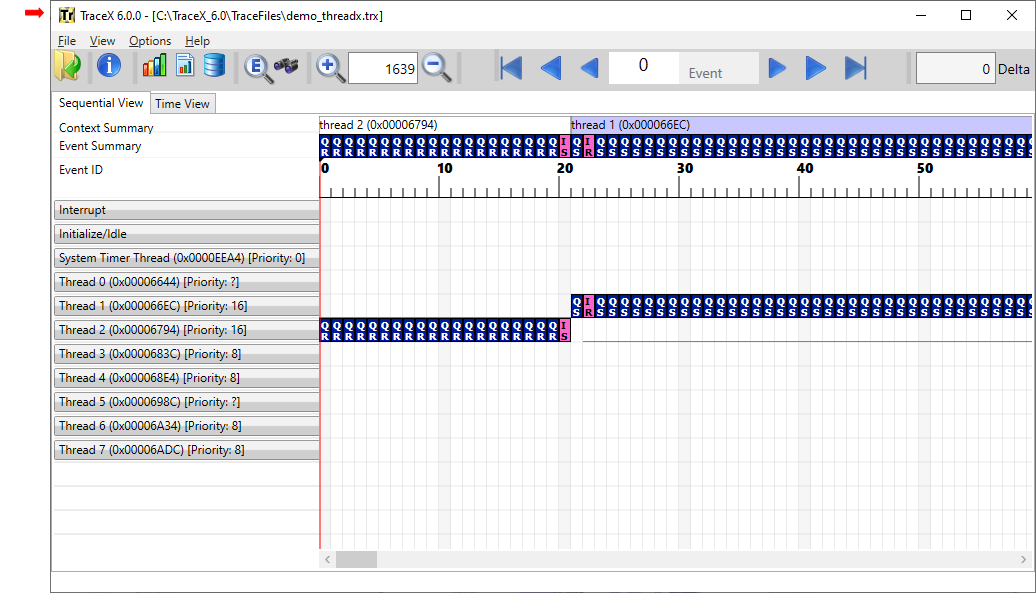 Tr TraceX 6.0.0 - [C:\TraceX_6.0\TraceFiles\demo_threadx.trx]
File View Options Help
i E 1639 0 Event 0 Delta
Sequential View Time View
Context Summary thread 2 (0x00006794) thread 1 (0x000066EC)
Event Summary Q Q Q Q Q Q Q Q Q Q Q Q Q Q Q Q Q Q Q Q I Q I Q Q Q Q Q Q Q Q Q Q Q Q Q Q Q Q Q Q Q Q Q Q Q Q Q Q Q Q Q Q Q Q Q Q Q Q
R R R R R R R R R R R R R R R R R R R R S S R S S S S S S S S S S S S S S S S S S S S S S S S S S S S S S S S S S S S
Event ID 0 10 20 30 40 50
Interrupt
Initialize/Idle
System Timer Thread (0x0000EEA4) [Priority: 0]
Thread 0 (0x00006644) [Priority: ?]
Thread 1 (0x000066EC) [Priority: 16] Q I Q Q Q Q Q Q Q Q Q Q Q Q Q Q Q Q Q Q Q Q Q Q Q Q Q Q Q Q Q Q Q Q Q Q Q Q
S R S S S S S S S S S S S S S S S S S S S S S S S S S S S S S S S S S S S S
Thread 2 (0x00006794) [Priority: 16] Q Q Q Q Q Q Q Q Q Q Q Q Q Q Q Q Q Q Q Q I
R R R R R R R R R R R R R R R R R R R R S
Thread 3 (0x0000683C) [Priority: 8]
Thread 4 (0x000068E4) [Priority: 8]
Thread 5 (0x0000698C) [Priority: ?]
Thread 6 (0x00006A34) [Priority: 8]
Thread 7 (0x00006ADC) [Priority: 8]